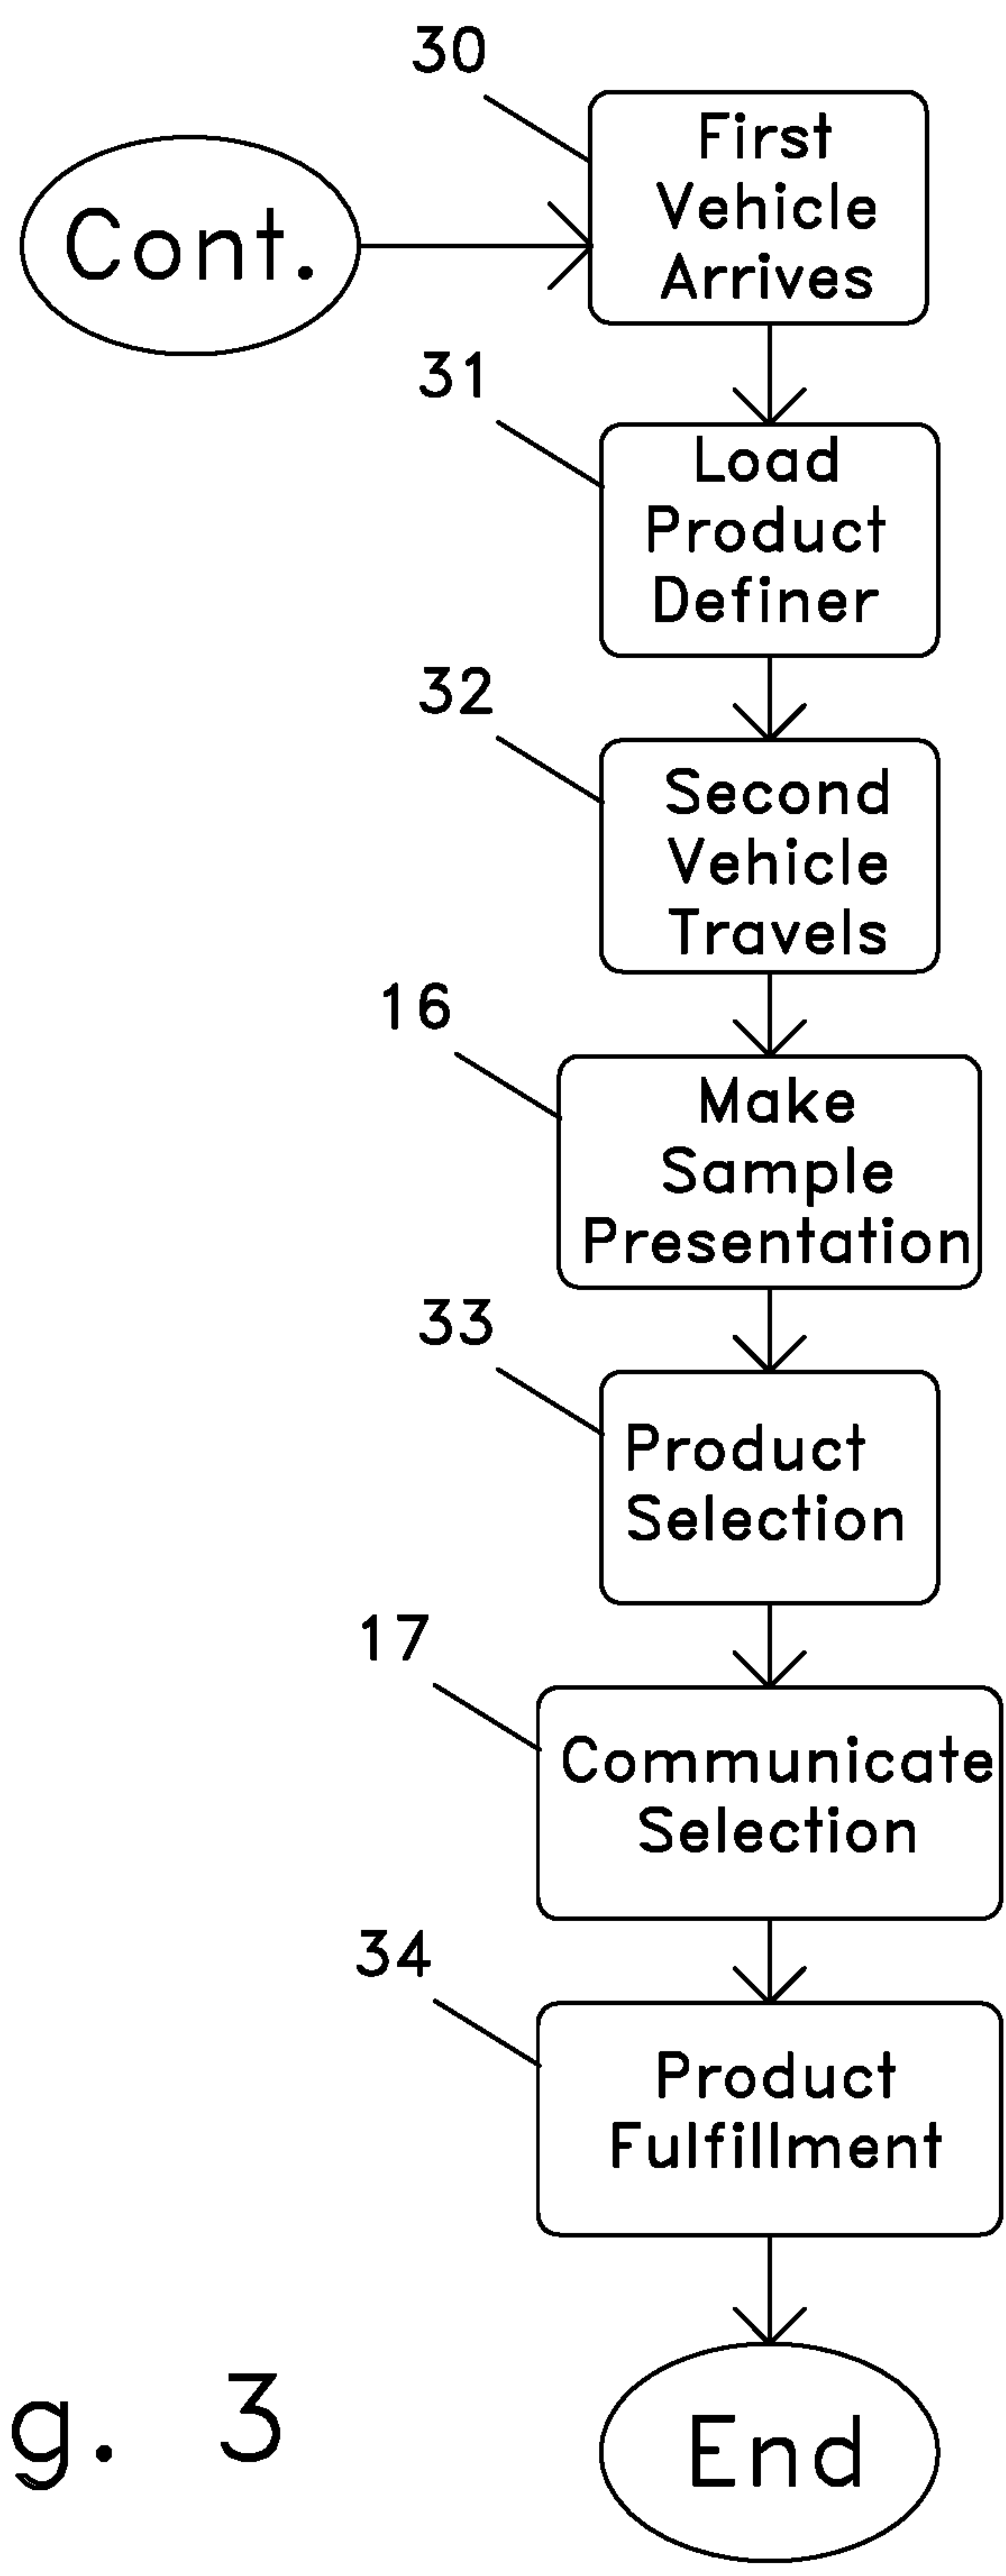 30
First
Vehicle
Arrives
Cont.
31
Load
Product
Definer
32
Second
Vehicle
Travels
16
Make
Sample
Presentation
33
Product
Selection
17
Communicate
Selection
34
Product
Fulfillment
End
g. 3